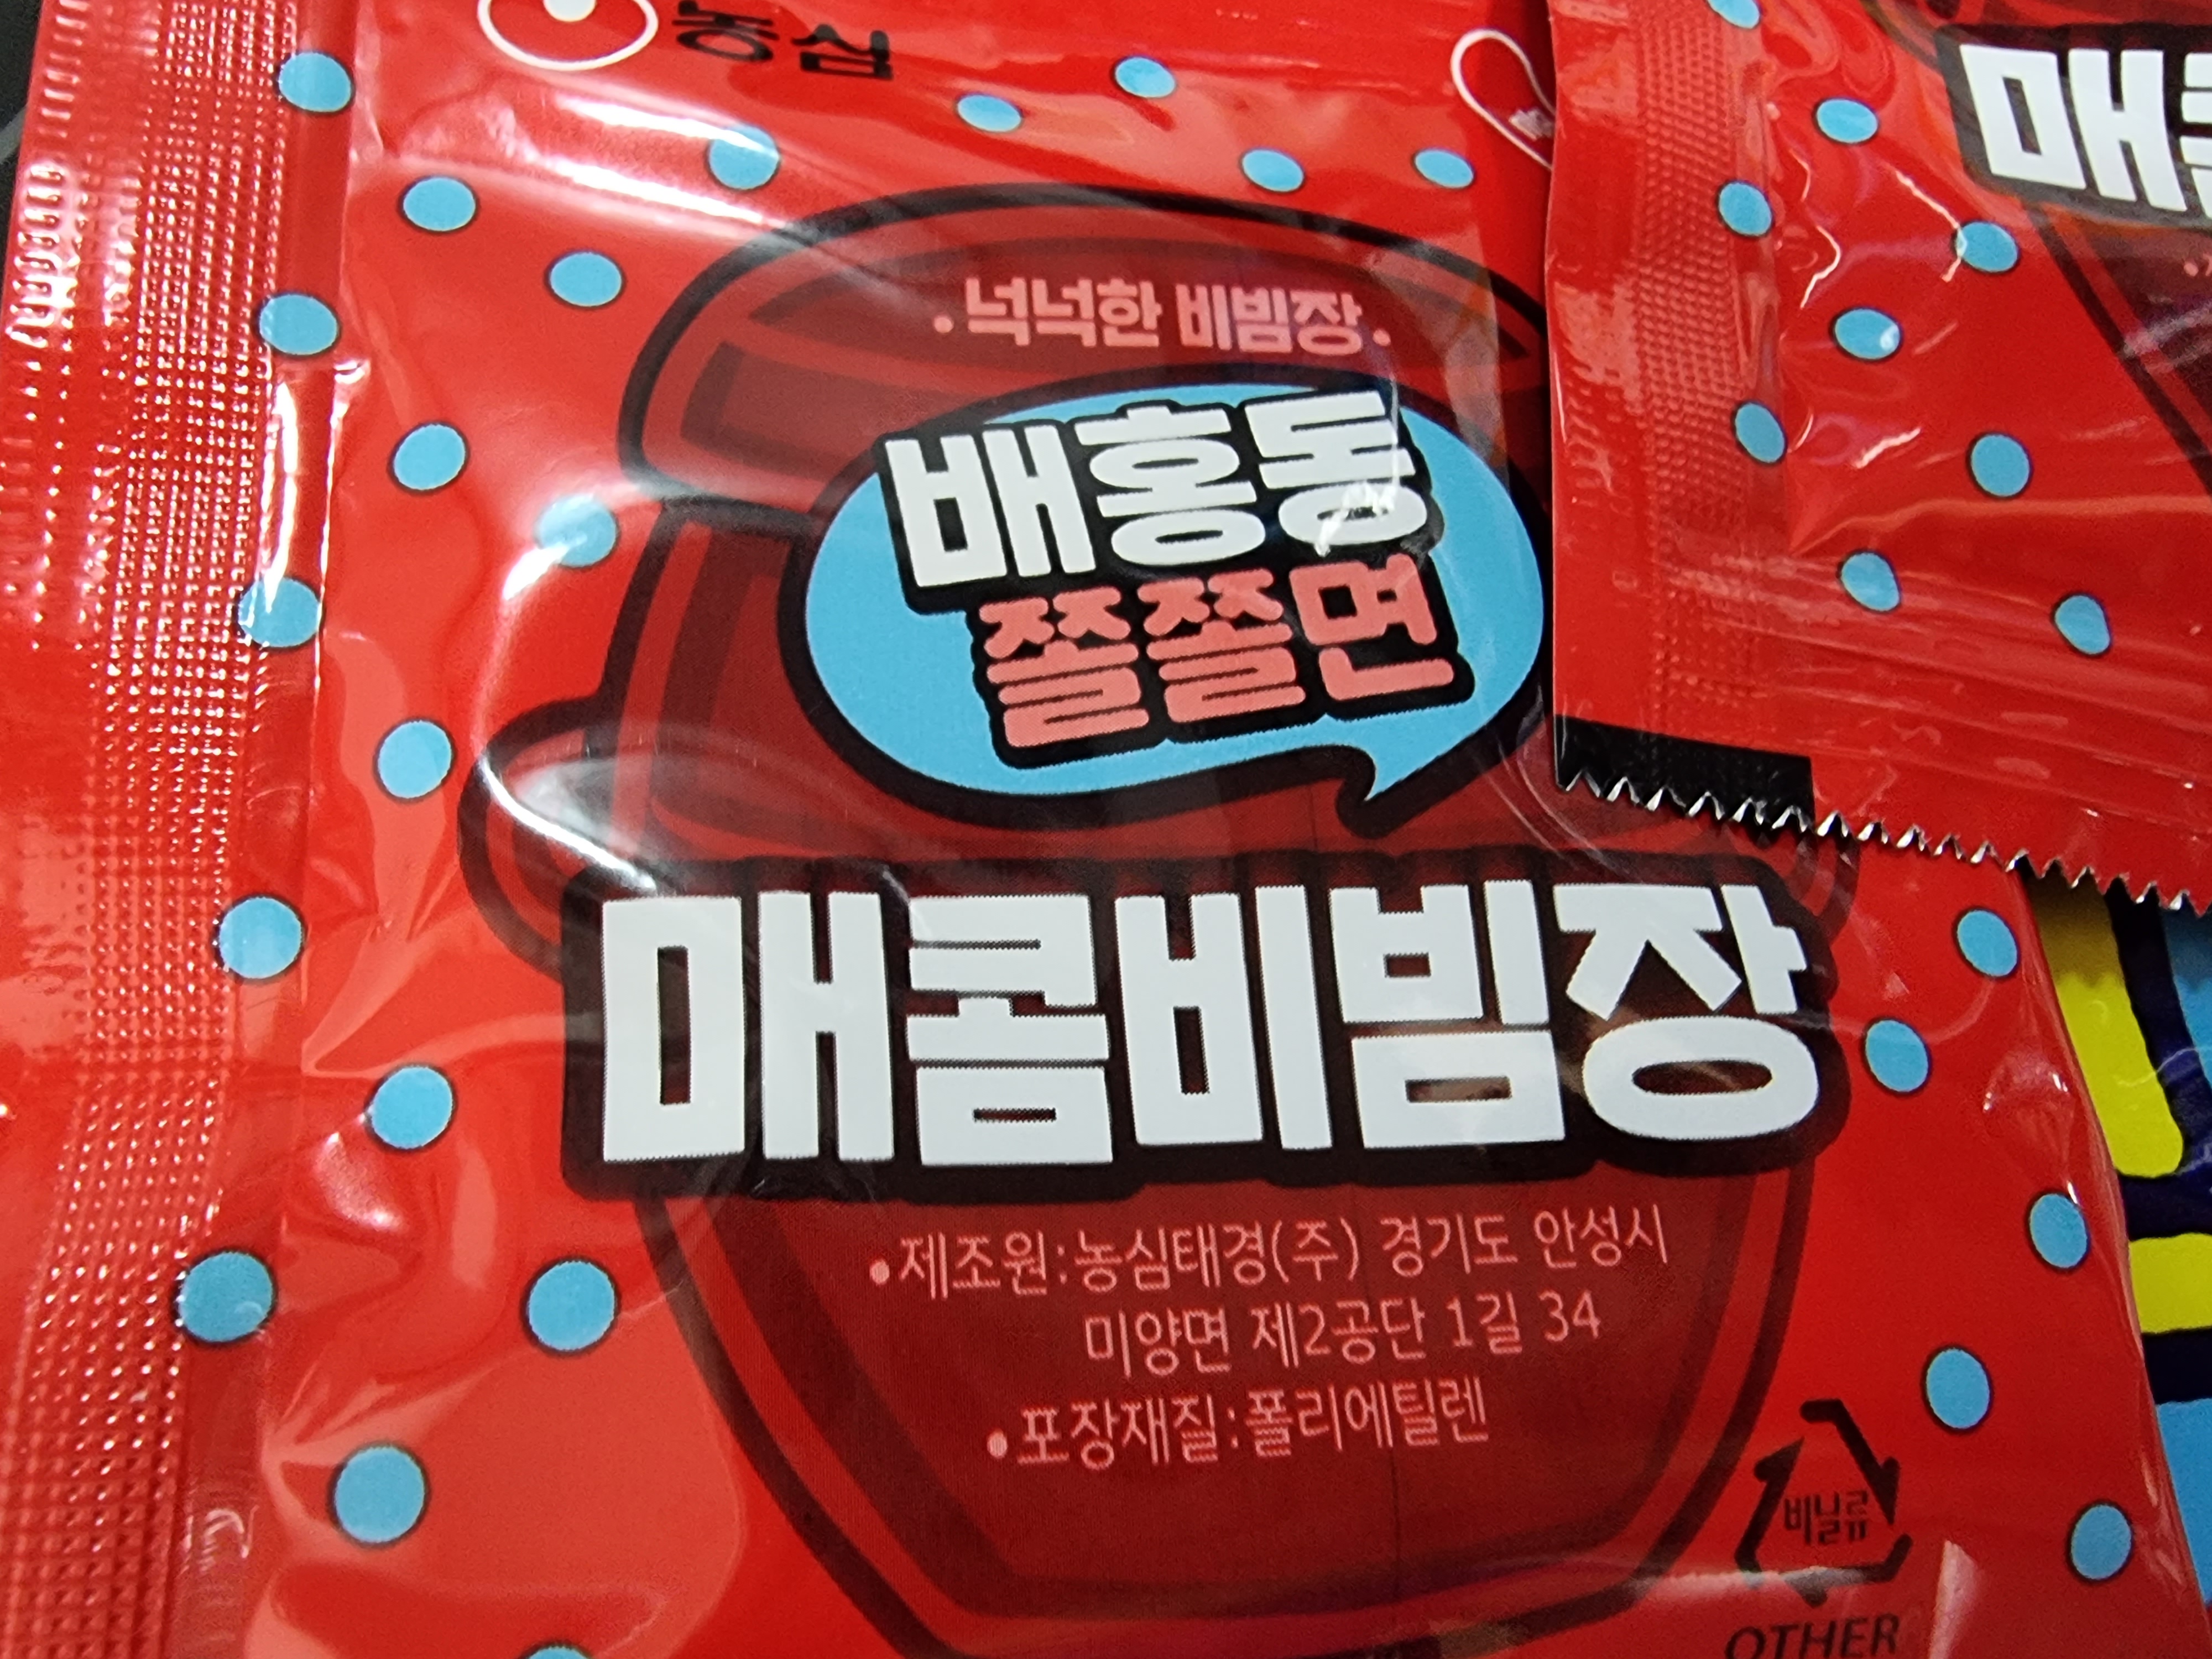 농심
넉넉한 비빔장
배홍동
쫄쫄면
매콤비빔장
•제조원:농심태경(주) 경기도 안성시
미양면 제2공단 1길 34
•포장재질:폴리에틸렌
비닐류
OTHER
매